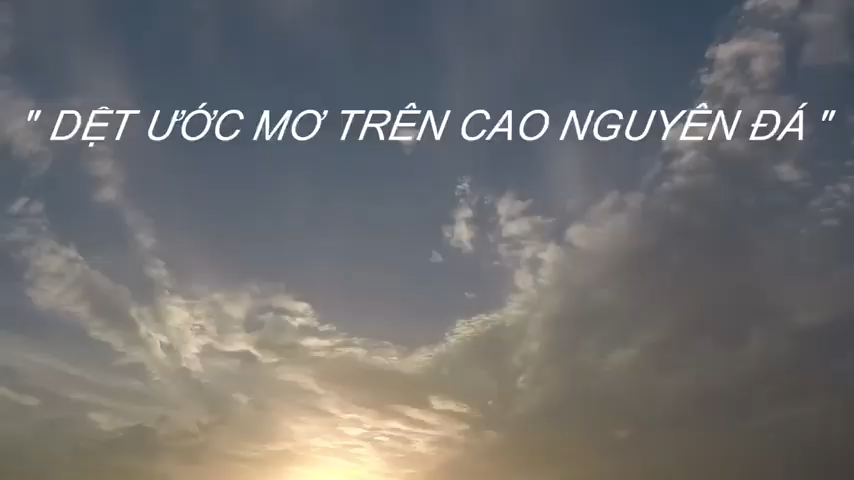 " DỆT ƯỚC MƠ TRÊN CAO NGUYÊN ĐÁ "